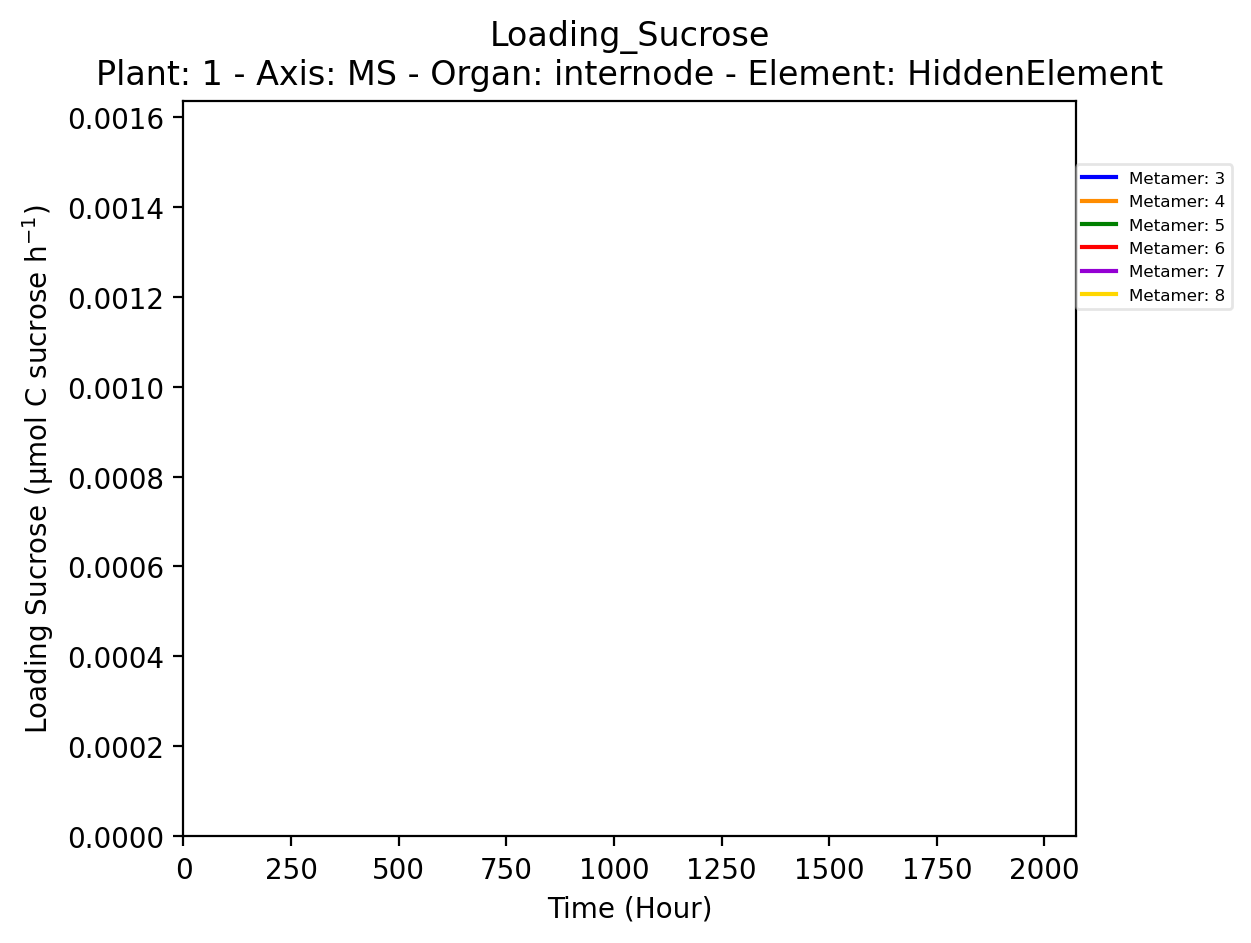 Loading_Sucrose
Plant: 1 - Axis: MS - Organ: internode - Element: HiddenElement
Loading Sucrose (µmol C sucrose h⁻¹)
0.0016
0.0014
0.0012
0.0010
0.0008
0.0006
0.0004
0.0002
0.0000
0 250 500 750 1000 1250 1500 1750 2000
Time (Hour)
Metamer: 3
Metamer: 4
Metamer: 5
Metamer: 6
Metamer: 7
Metamer: 8